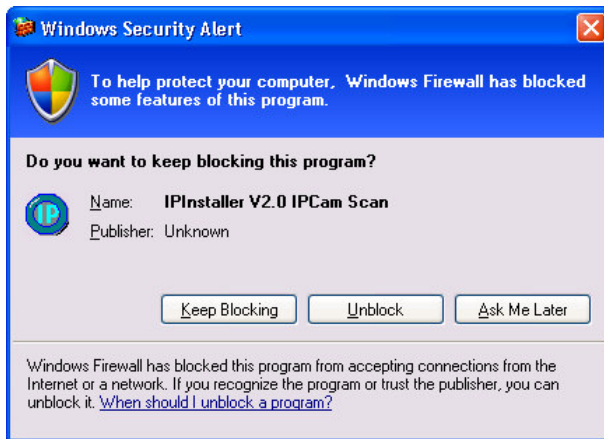 Windows Security Alert
To help protect your computer, Windows Firewall has blocked
some features of this program.
Do you want to keep blocking this program?
IP
Name: IPInstaller V2.0 IPCam Scan
Publisher: Unknown
Keep Blocking Unblock Ask Me Later
Windows Firewall has blocked this program from accepting connections from the
Internet or a network. If you recognize the program or trust the publisher, you can
unblock it. When should I unblock a program?